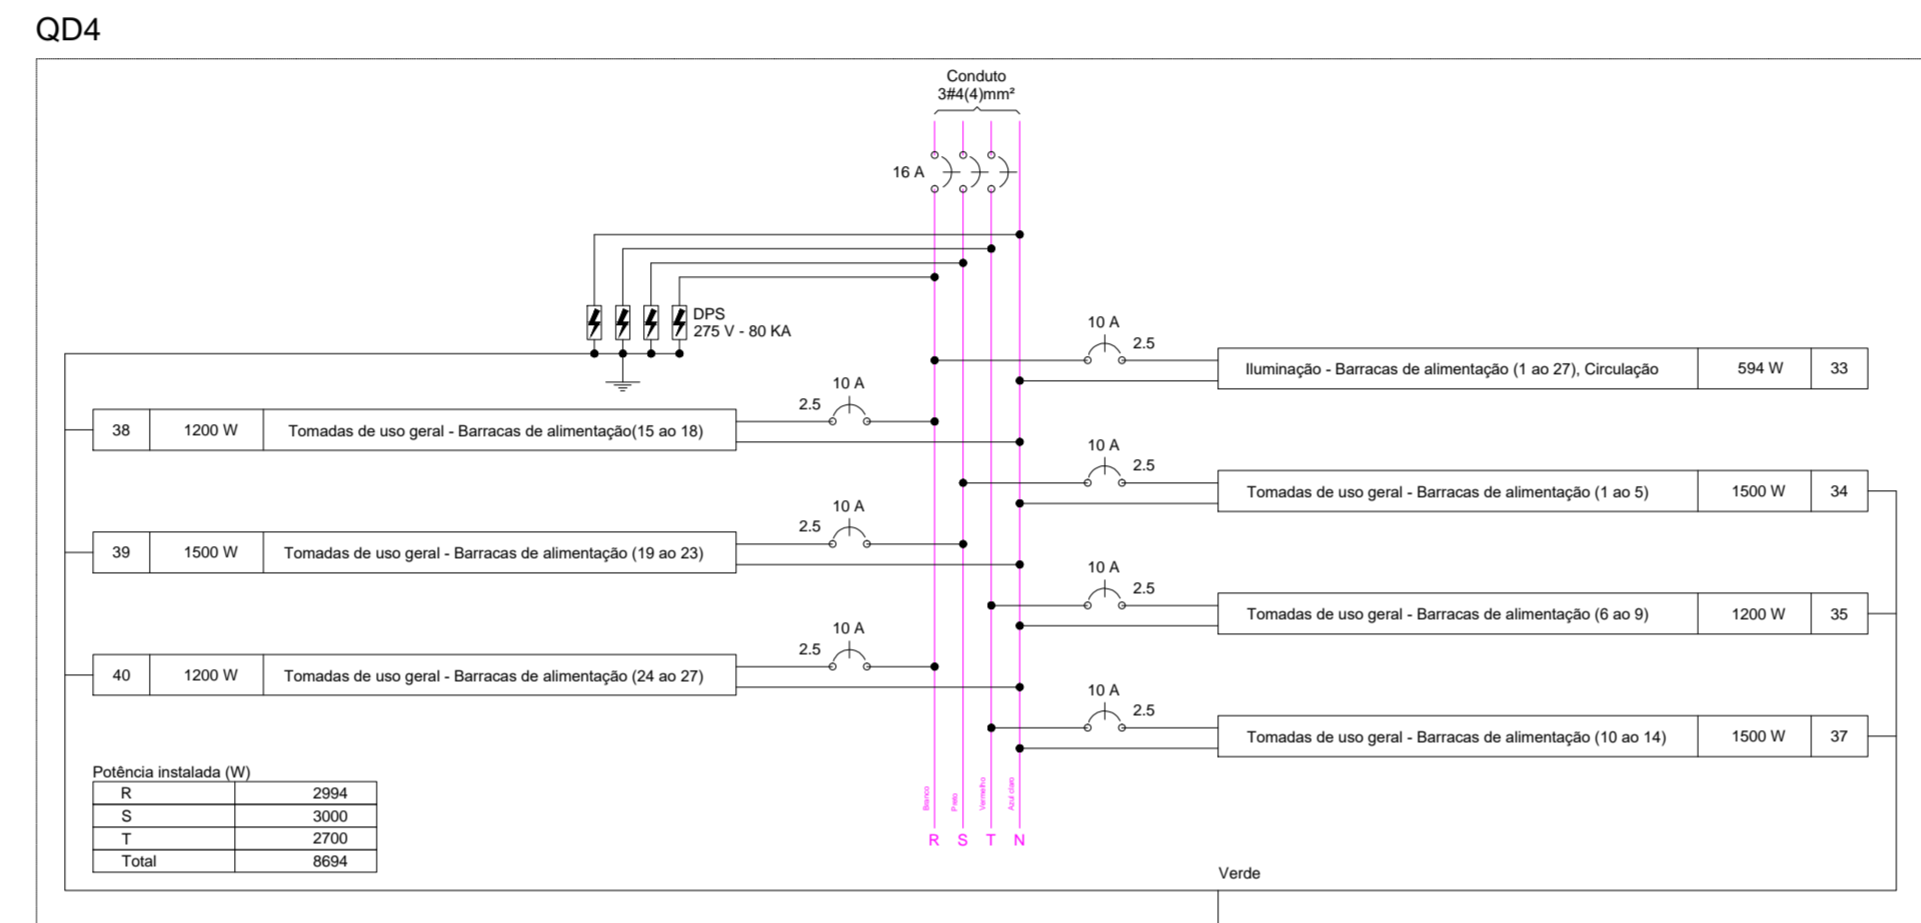 QD4
Conduto
3#4(4)mm²
16 A
DPS
275 V - 80 KA
10 A
2.5
Iluminação - Barracas de alimentação (1 ao 27), Circulação 594 W 33
10 A
2.5
38 1200 W Tomadas de uso geral - Barracas de alimentação(15 ao 18)
10 A
2.5
Tomadas de uso geral - Barracas de alimentação (1 ao 5) 1500 W 34
10 A
2.5
39 1500 W Tomadas de uso geral - Barracas de alimentação (19 ao 23)
10 A
2.5
Tomadas de uso geral - Barracas de alimentação (6 ao 9) 1200 W 35
10 A
2.5
40 1200 W Tomadas de uso geral - Barracas de alimentação (24 ao 27)
10 A
2.5
Tomadas de uso geral - Barracas de alimentação (10 ao 14) 1500 W 37
Potência instalada (W)
R 2994
S 3000
T 2700
Total 8694
Branco
Preto
Vermelho
Azul claro
R S T N
Verde